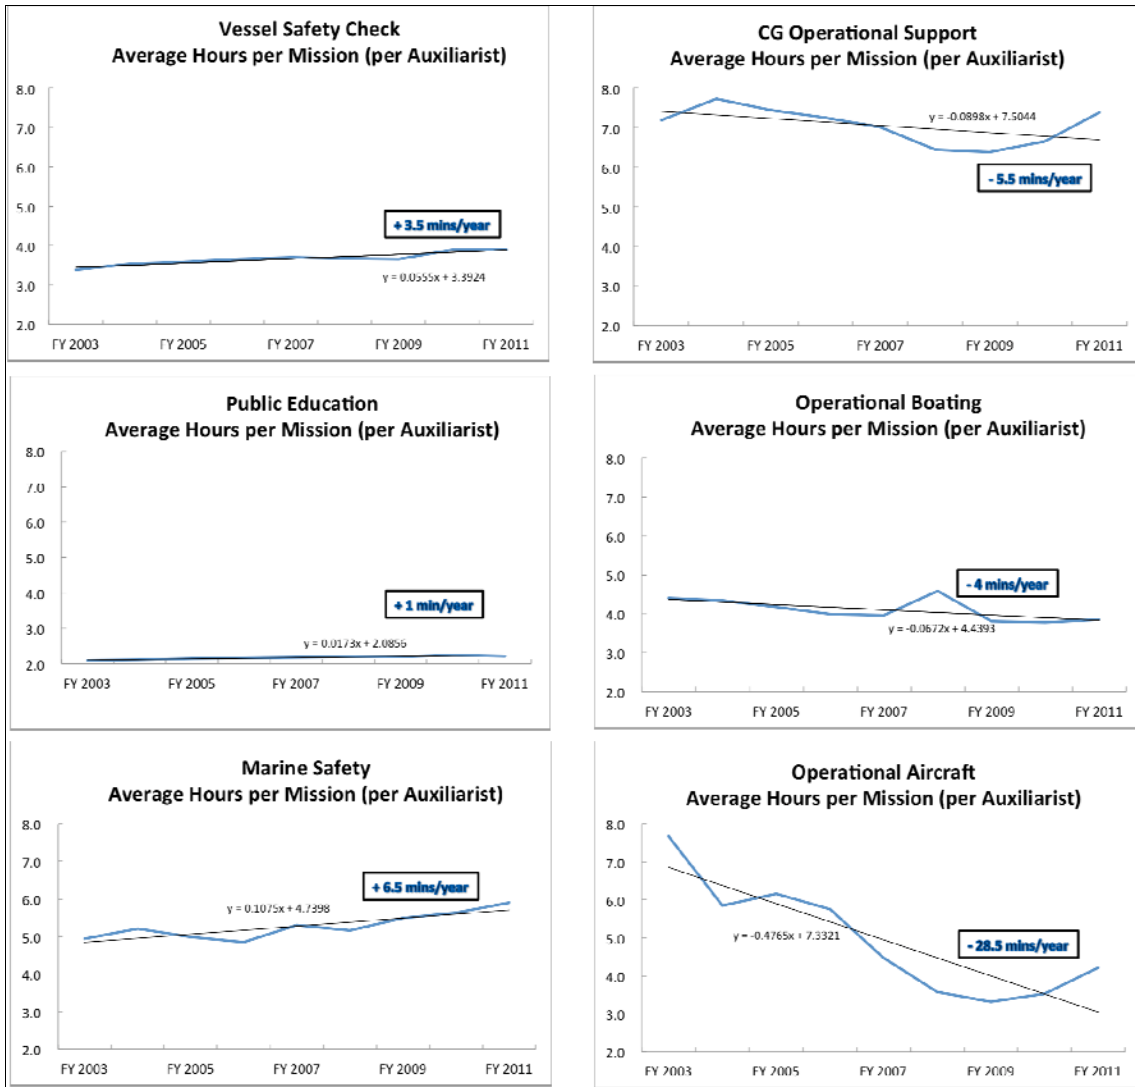 Vessel Safety Check
Average Hours per Mission (per Auxiliarist)
8.0
7.0
6.0
5.0
4.0
3.0
2.0
+ 3.5 mins/year
y = 0.0555x + 3.3924
FY 2003 FY 2005 FY 2007 FY 2009 FY 2011
CG Operational Support
Average Hours per Mission (per Auxiliarist)
8.0
7.0
6.0
5.0
4.0
3.0
2.0
y = -0.0898x + 7.5044
- 5.5 mins/year
FY 2003 FY 2005 FY 2007 FY 2009 FY 2011
Public Education
Average Hours per Mission (per Auxiliarist)
8.0
7.0
6.0
5.0
4.0
3.0
2.0
+ 1 min/year
y = 0.0173x + 2.0856
FY 2003 FY 2005 FY 2007 FY 2009 FY 2011
Operational Boating
Average Hours per Mission (per Auxiliarist)
8.0
7.0
6.0
5.0
4.0
3.0
2.0
- 4 mins/year
y = -0.0672x + 4.4393
FY 2003 FY 2005 FY 2007 FY 2009 FY 2011
Marine Safety
Average Hours per Mission (per Auxiliarist)
8.0
7.0
6.0
5.0
4.0
3.0
2.0
+ 6.5 mins/year
y = 0.1075x + 4.7398
FY 2003 FY 2005 FY 2007 FY 2009 FY 2011
Operational Aircraft
Average Hours per Mission (per Auxiliarist)
8.0
7.0
6.0
5.0
4.0
3.0
2.0
y = -0.4765x + 7.3321
- 28.5 mins/year
FY 2003 FY 2005 FY 2007 FY 2009 FY 2011